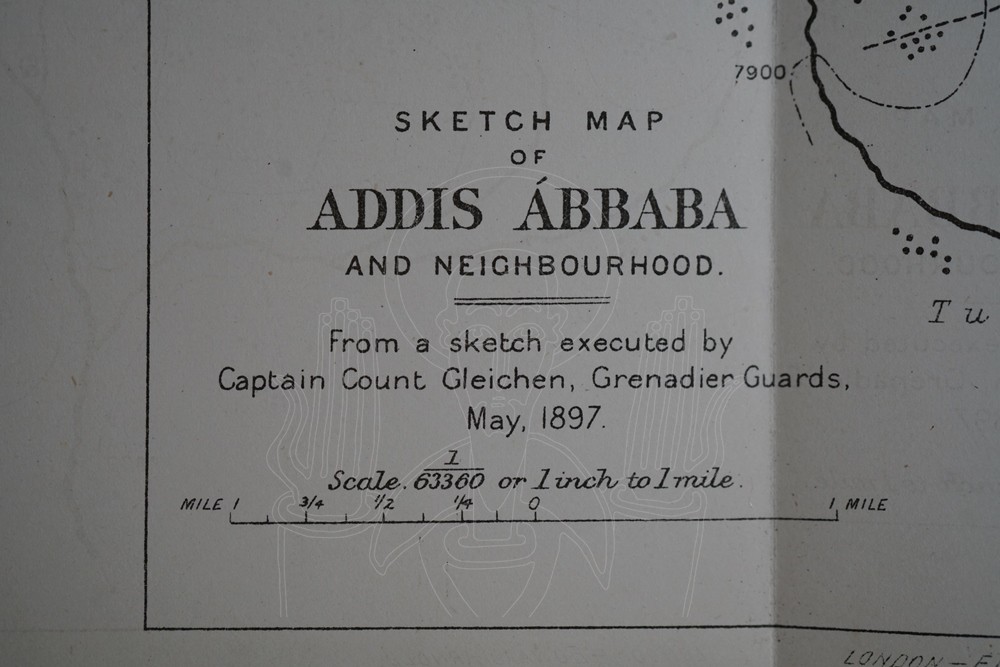 7900
SKETCH MAP
OF
ADDIS ÁBBABA
AND NEIGHBOURHOOD.
From a sketch executed by
Captain Count Gleichen, Grenadier Guards,
May, 1897.
Scale. 1/63360 or 1 inch to 1 mile.
MILE 1 3/4 1/2 1/4 0 1 MILE
Tu
LONDON — E